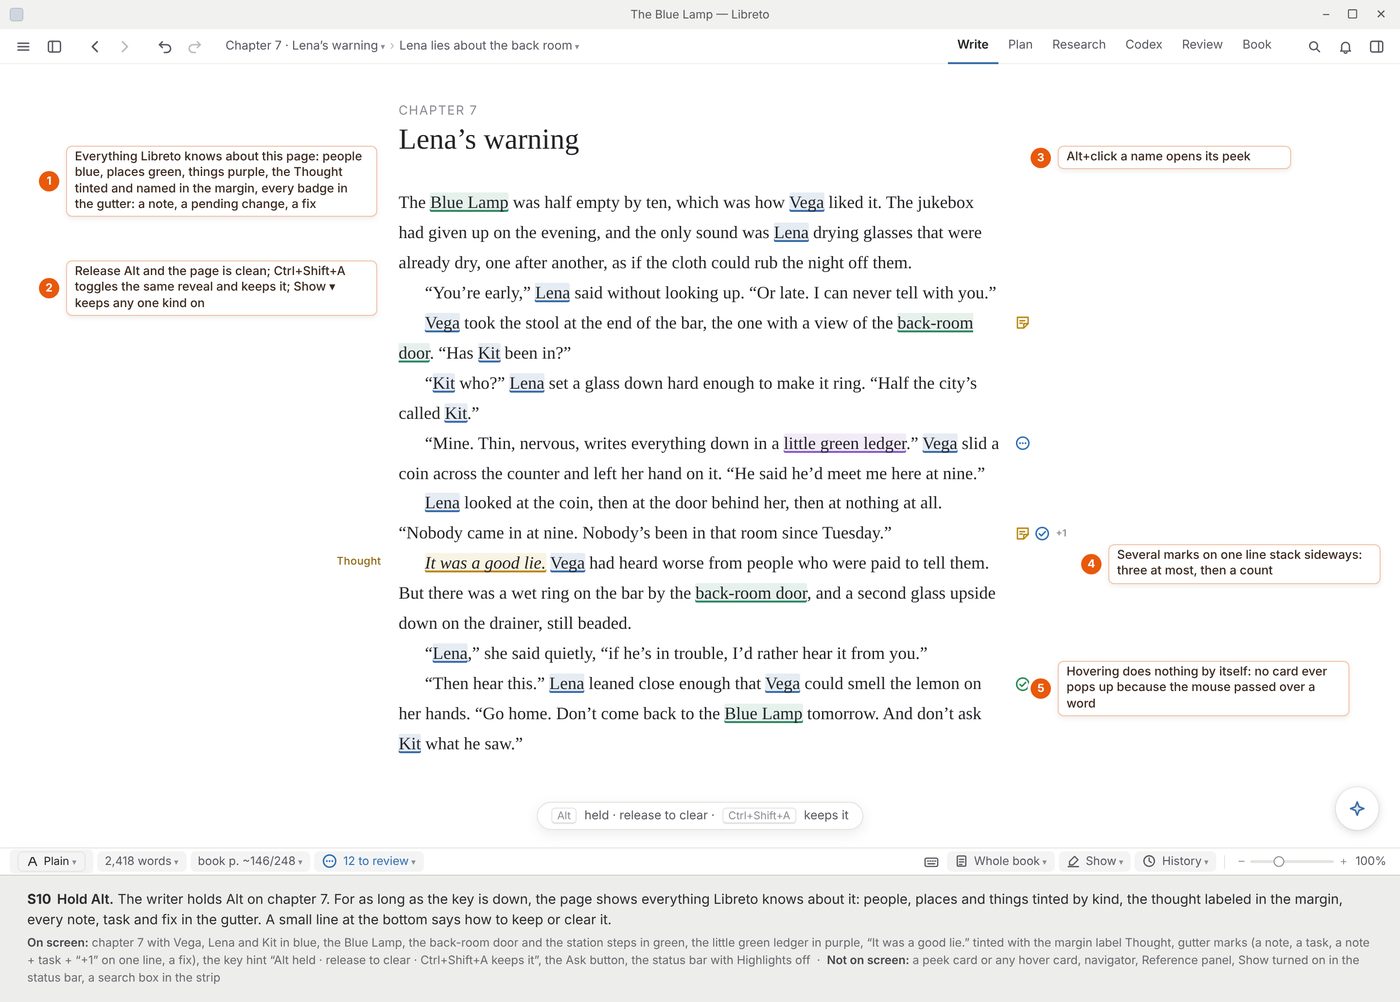 The Blue Lamp — Libreto
Chapter 7 · Lena’s warning ▾ › Lena lies about the back room ▾
Write Plan Research Codex Review Book
CHAPTER 7
Lena’s warning
1 Everything Libreto knows about this page: people
blue, places green, things purple, the Thought
tinted and named in the margin, every badge in
the gutter: a note, a pending change, a fix
3 Alt+click a name opens its peek
2 Release Alt and the page is clean; Ctrl+Shift+A
toggles the same reveal and keeps it; Show ▾
keeps any one kind on
The Blue Lamp was half empty by ten, which was how Vega liked it. The jukebox
had given up on the evening, and the only sound was Lena drying glasses that were
already dry, one after another, as if the cloth could rub the night off them.
“You’re early,” Lena said without looking up. “Or late. I can never tell with you.”
Vega took the stool at the end of the bar, the one with a view of the back-room
door. “Has Kit been in?”
“Kit who?” Lena set a glass down hard enough to make it ring. “Half the city’s
called Kit.”
“Mine. Thin, nervous, writes everything down in a little green ledger.” Vega slid a
coin across the counter and left her hand on it. “He said he’d meet me here at nine.”
Lena looked at the coin, then at the door behind her, then at nothing at all.
“Nobody came in at nine. Nobody’s been in that room since Tuesday.” +1
Thought
It was a good lie. Vega had heard worse from people who were paid to tell them.
But there was a wet ring on the bar by the back-room door, and a second glass upside
down on the drainer, still beaded.
4 Several marks on one line stack sideways:
three at most, then a count
“Lena,” she said quietly, “if he’s in trouble, I’d rather hear it from you.”
“Then hear this.” Lena leaned close enough that Vega could smell the lemon on
her hands. “Go home. Don’t come back to the Blue Lamp tomorrow. And don’t ask
Kit what he saw.”
5 Hovering does nothing by itself: no card ever
pops up because the mouse passed over a
word
Alt held · release to clear · Ctrl+Shift+A keeps it
A Plain ▾ 2,418 words ▾ book p. ~146/248 ▾ 12 to review ▾ Whole book ▾ Show ▾ History ▾ − + 100%
S10 Hold Alt. The writer holds Alt on chapter 7. For as long as the key is down, the page shows everything Libreto knows about it: people, places and things tinted by kind, the thought labeled in the margin,
every note, task and fix in the gutter. A small line at the bottom says how to keep or clear it.
On screen: chapter 7 with Vega, Lena and Kit in blue, the Blue Lamp, the back-room door and the station steps in green, the little green ledger in purple, “It was a good lie.” tinted with the margin label Thought, gutter marks (a note, a task, a note
+ task + “+1” on one line, a fix), the key hint “Alt held · release to clear · Ctrl+Shift+A keeps it”, the Ask button, the status bar with Highlights off · Not on screen: a peek card or any hover card, navigator, Reference panel, Show turned on in the
status bar, a search box in the strip